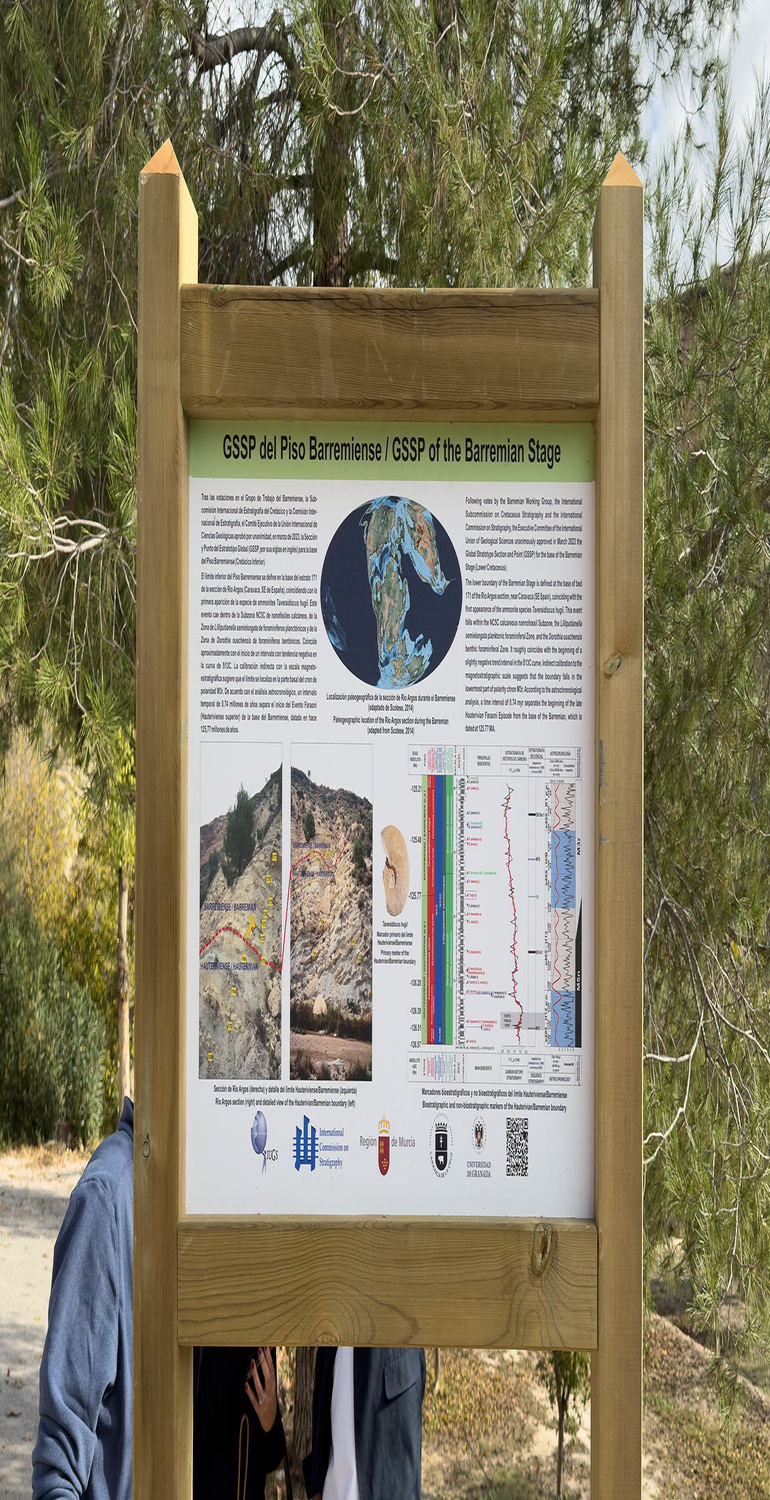 GSSP del Piso Barremiense / GSSP of the Barremian Stage
Tras las votaciones en el Grupo de Trabajo del Barremiense, la Sub-
comisión Internacional de Estratigrafía del Cretácico y la Comisión Inter-
nacional de Estratigrafía, el Comité Ejecutivo de la Unión Internacional de
Ciencias Geológicas aprobó por unanimidad, en marzo de 2023, la Sección
y Punto del Estratotipo Global (GSSP, por sus siglas en inglés) para la base
del Piso Barremiense (Cretácico Inferior).
El límite inferior del Piso Barremiense se define en la base del estrato 171
de la sección de Río Argos (Caravaca, SE de España), coincidiendo con la
primera aparición de la especie de ammonites Taveraidiscus hugii. Este
evento cae dentro de la Subzona NC5C de nanofósiles calcáreos, de la
Zona de Lilliputianella semielongata de foraminíferos planctónicos y de la
Zona de Dorothia ouachensis de foraminíferos bentónicos. Coincide
aproximadamente con el inicio de un intervalo con tendencia negativa en
la curva de δ13C. La calibración indirecta con la escala magneto-
estratigráfica sugiere que el límite se localiza en la parte basal del cron de
polaridad M3r. De acuerdo con el análisis astrocronológico, un intervalo
temporal de 0,74 millones de años separa el inicio del Evento Faraoni
(Hauteriviense superior) de la base del Barremiense, datada en hace
125.77 millones de años.
Localización paleogeográfica de la sección de Río Argos durante el Barremiense
(adaptado de Scotese, 2014)
Paleogeographic location of the Río Argos section during the Barremian
(adapted from Scotese, 2014)
Following votes by the Barremian Working Group, the International
Subcommission on Cretaceous Stratigraphy and the International
Commission on Stratigraphy, the Executive Committee of the International
Union of Geological Sciences unanimously approved in March 2023 the
Global Stratotype Section and Point (GSSP) for the base of the Barremian
Stage (Lower Cretaceous).
The lower boundary of the Barremian Stage is defined at the base of bed
171 of the Río Argos section, near Caravaca (SE Spain), coinciding with the
first appearance of the ammonite species Taveraidiscus hugii. This event
falls within the NC5C calcareous nannofossil Subzone, the Lilliputianella
semielongata planktonic foraminiferal Zone, and the Dorothia ouachensis
benthic foraminiferal Zone. It roughly coincides with the beginning of a
slightly negative trend interval in the δ13C curve. Indirect calibration to the
magnetostratigraphic scale suggests that the boundary falls in the
lowermost part of polarity chron M3r. According to the astrochronological
analysis, a time interval of 0.74 myr separates the beginning of the late
Hauterivian Faraoni Episode from the base of the Barremian, which is
dated at 125.77 MA.
BARREMIENSE / BARREMIAN
HAUTERIVIENSE / HAUTERIVIAN
BARREMIENSE / BARREMIAN
Taveraidiscus hugii
Marcador primario del límite
Hauteriviense/Barremiense
Primary marker of the
Hauterivian/Barremian boundary
-125.21
-125.48
-125.77
-126.20
-126.39
-126.51
-126.57
M3r
M5n
Sección de Río Argos (derecha) y detalle del límite Hauteriviense/Barremiense (izquierda)
Río Argos section (right) and detailed view of the Hauterivian/Barremian boundary (left)
Marcadores bioestratigráficos y no bioestratigráficos del límite Hauteriviense/Barremiense
Biostratigraphic and non-biostratigraphic markers of the Hauterivian/Barremian boundary
IUGS
International
Commission on
Stratigraphy
Región de Murcia
UNIVERSIDAD
DE GRANADA